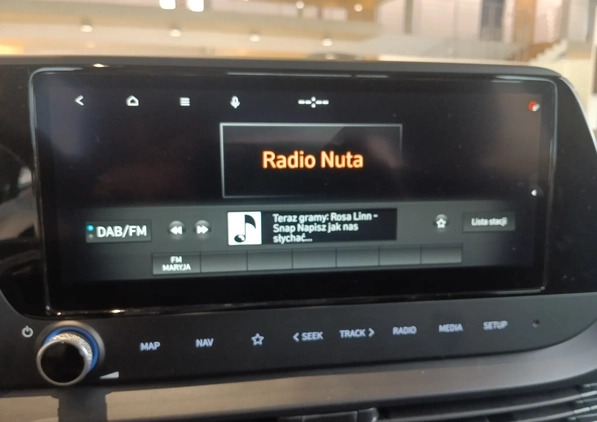 --:--
Radio Nuta
DAB/FM
Teraz gramy: Rosa Linn -
Snap Napisz jak nas
słychać...
Lista stacji
FM
MARYJA
MAP
NAV
< SEEK
TRACK >
RADIO
MEDIA
SETUP